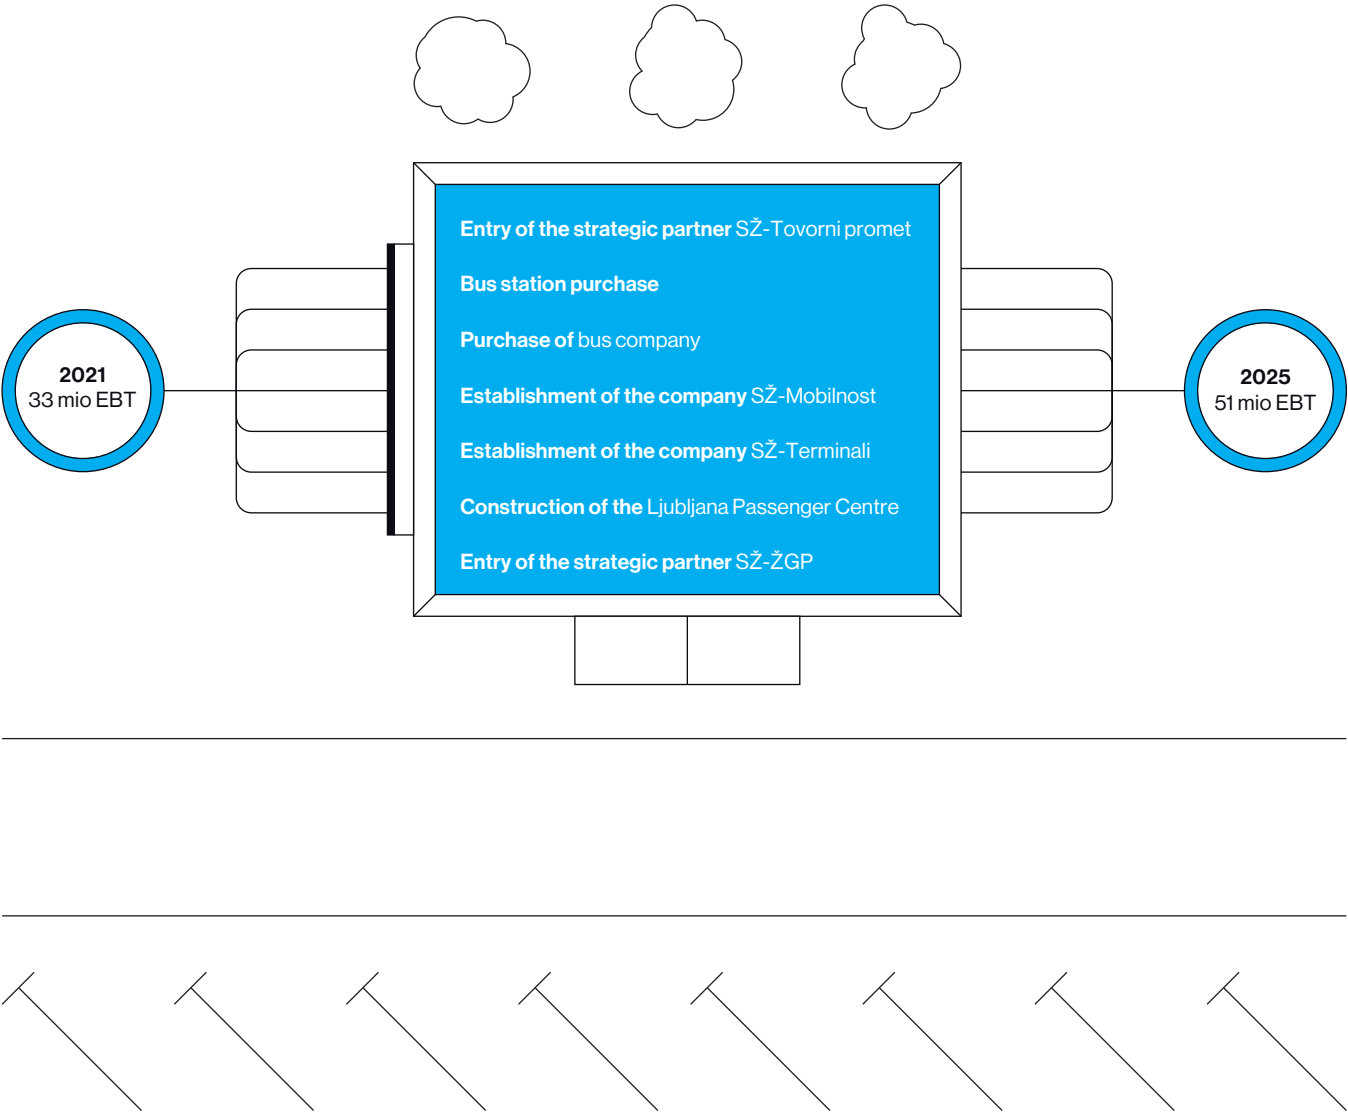 Entry of the strategic partner SŽ-Tovorni promet
Bus station purchase
Purchase of bus company
Establishment of the company SŽ-Mobilnost
Establishment of the company SŽ-Terminali
Construction of the Ljubljana Passenger Centre
Entry of the strategic partner SŽ-ŽGP
2021
33 mio EBT
2025
51 mio EBT